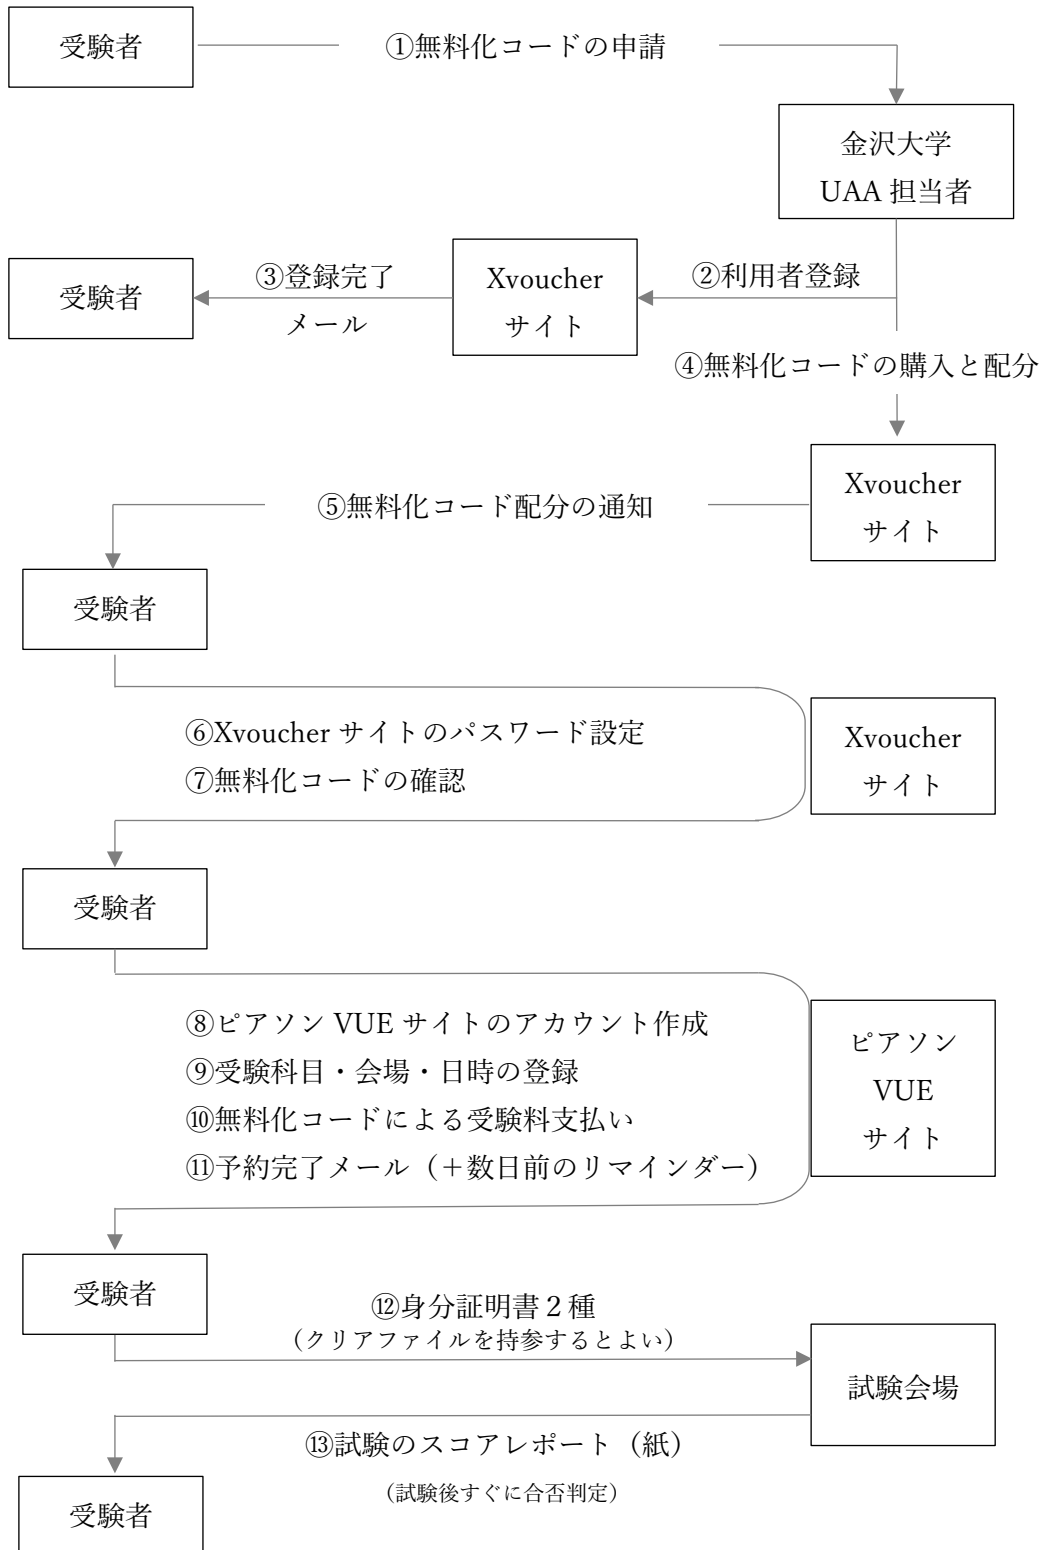 受験者
①無料化コードの申請
金沢大学
UAA 担当者
受験者
③登録完了
メール
Xvoucher
サイト
②利用者登録
④無料化コードの購入と配分
Xvoucher
サイト
⑤無料化コード配分の通知
受験者
⑥Xvoucher サイトのパスワード設定
⑦無料化コードの確認
Xvoucher
サイト
受験者
⑧ピアソン VUE サイトのアカウント作成
⑨受験科目・会場・日時の登録
⑩無料化コードによる受験料支払い
⑪予約完了メール（＋数日前のリマインダー）
ピアソン
VUE
サイト
受験者
⑫身分証明書２種
（クリアファイルを持参するとよい）
試験会場
⑬試験のスコアレポート（紙）
（試験後すぐに合否判定）
受験者